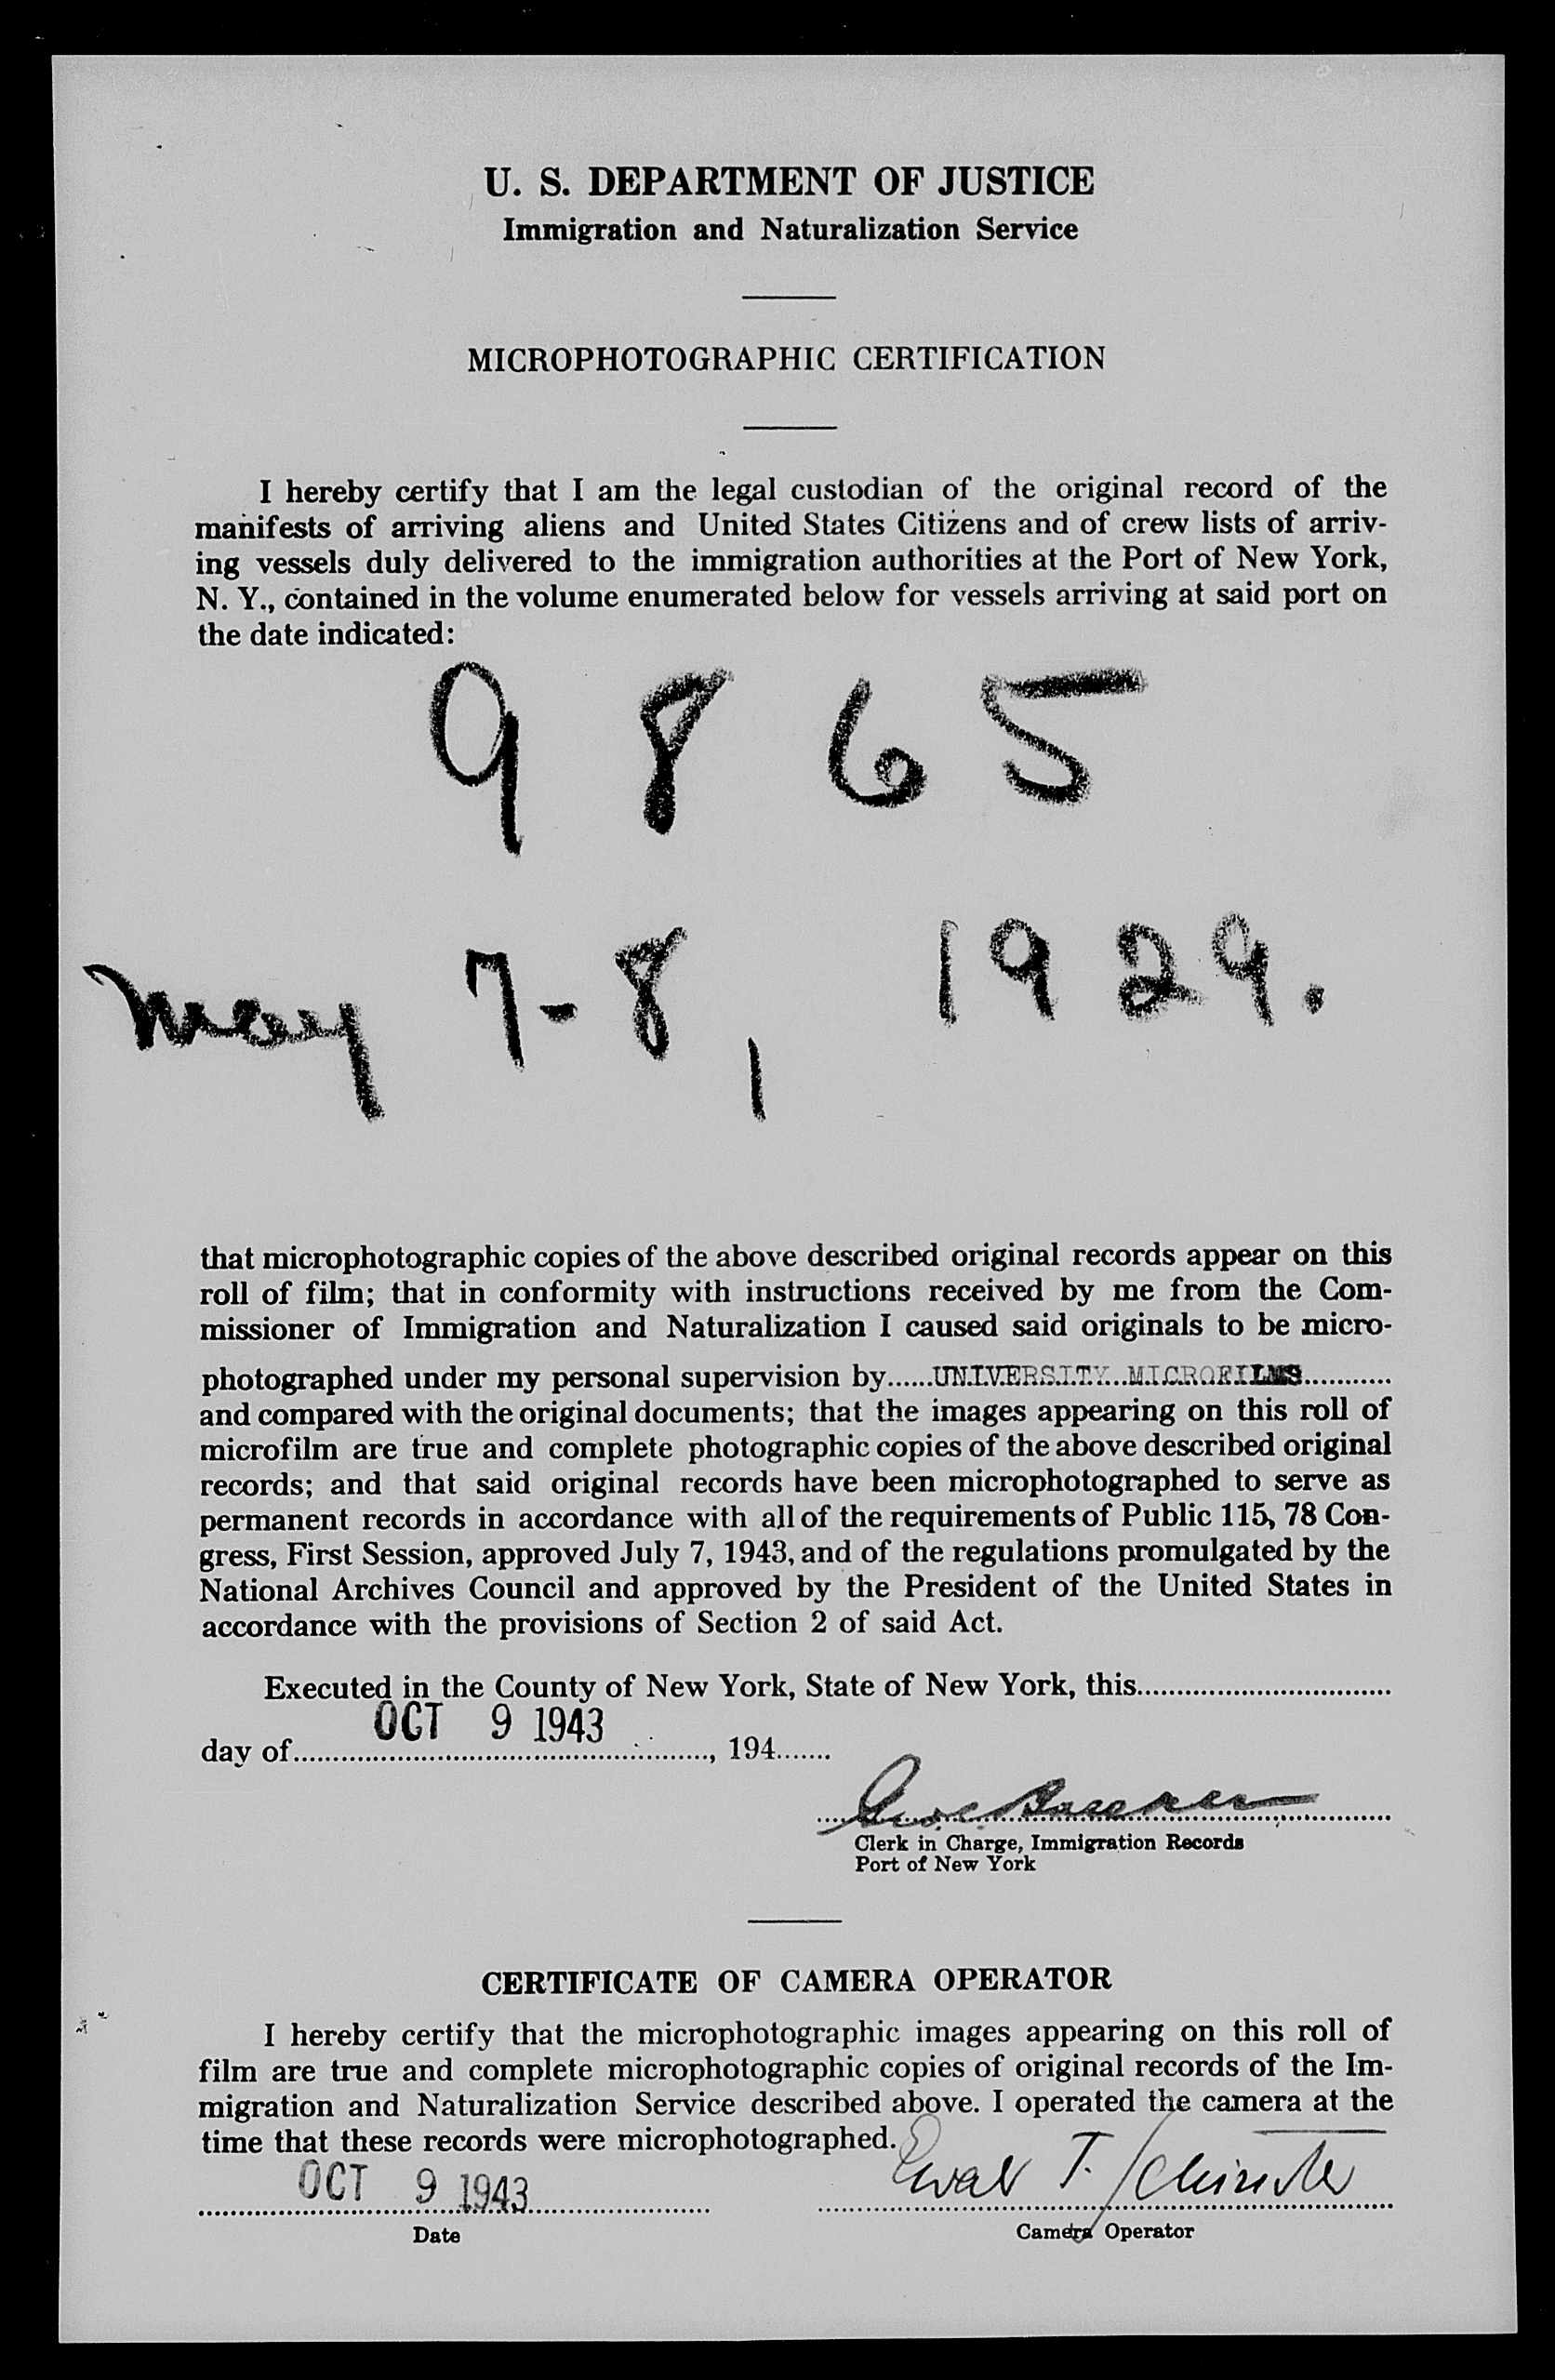 U. S. DEPARTMENT OF JUSTICE
Immigration and Naturalization Service
MICROPHOTOGRAPHIC CERTIFICATION
I hereby certify that I am the legal custodian of the original record of the
manifests of arriving aliens and United States Citizens and of crew lists of arriv-
ing vessels duly delivered to the immigration authorities at the Port of New York,
N. Y., contained in the volume enumerated below for vessels arriving at said port on
the date indicated:
9865
May 7-8, 1929.
that microphotographic copies of the above described original records appear on this
roll of film; that in conformity with instructions received by me from the Com-
missioner of Immigration and Naturalization I caused said originals to be micro-
photographed under my personal supervision by......UNIVERSITY MICROFILMS...........
and compared with the original documents; that the images appearing on this roll of
microfilm are true and complete photographic copies of the above described original
records; and that said original records have been microphotographed to serve as
permanent records in accordance with all of the requirements of Public 115, 78 Con-
gress, First Session, approved July 7, 1943, and of the regulations promulgated by the
National Archives Council and approved by the President of the United States in
accordance with the provisions of Section 2 of said Act.
Executed in the County of New York, State of New York, this
OCT 9 1943
day of, 194
Clerk in Charge, Immigration Records
Port of New York
CERTIFICATE OF CAMERA OPERATOR
I hereby certify that the microphotographic images appearing on this roll of
film are true and complete microphotographic copies of original records of the Im-
migration and Naturalization Service described above. I operated the camera at the
time that these records were microphotographed.
OCT 9 1943 T.
Date
Camera Operator